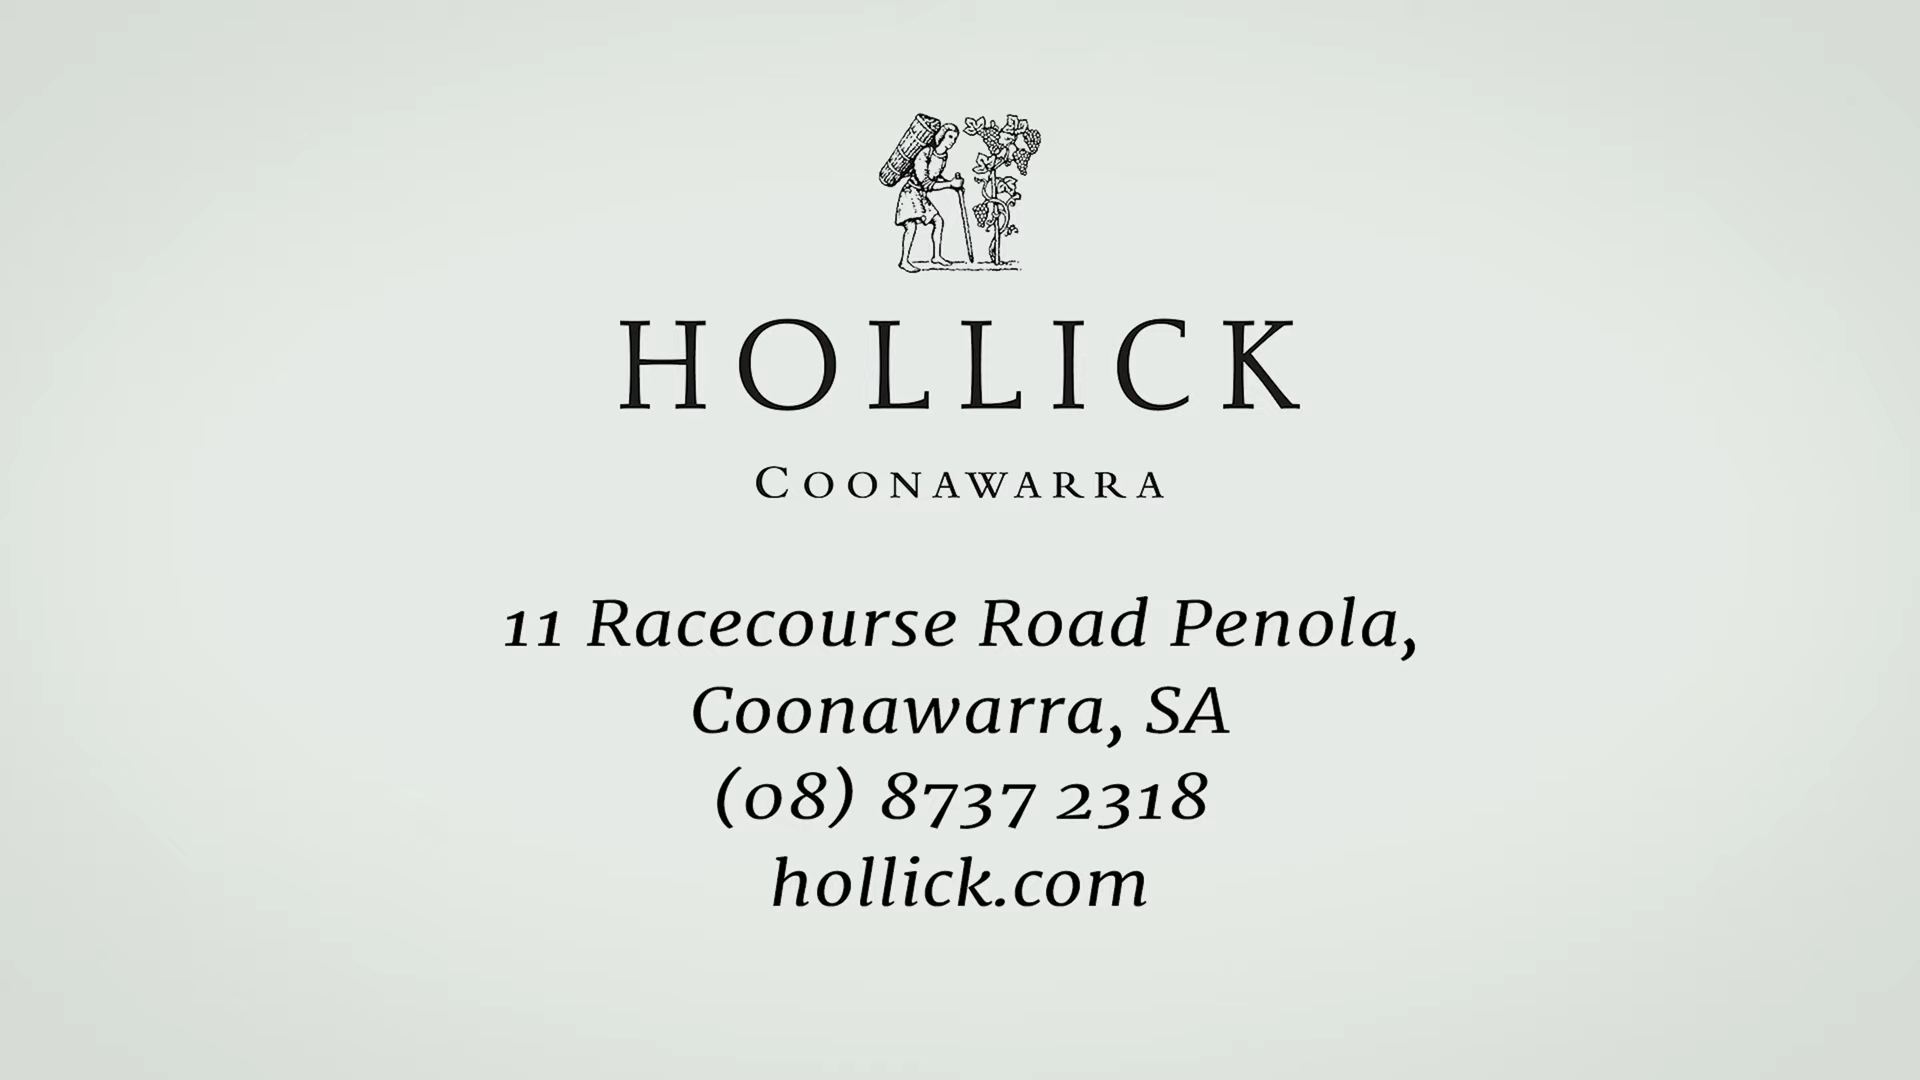 HOLLICK
COONAWARRA
11 Racecourse Road Penola,
Coonawarra, SA
(08) 8737 2318
hollick.com